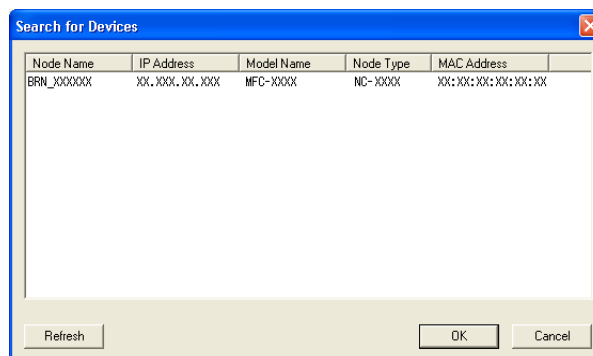 Search for Devices
Node Name IP Address Model Name Node Type MAC Address
BRN_XXXXXX XX.XXX.XX.XXX MFC-XXXX NC-XXXX XX:XX:XX:XX:XX:XX
Refresh OK Cancel